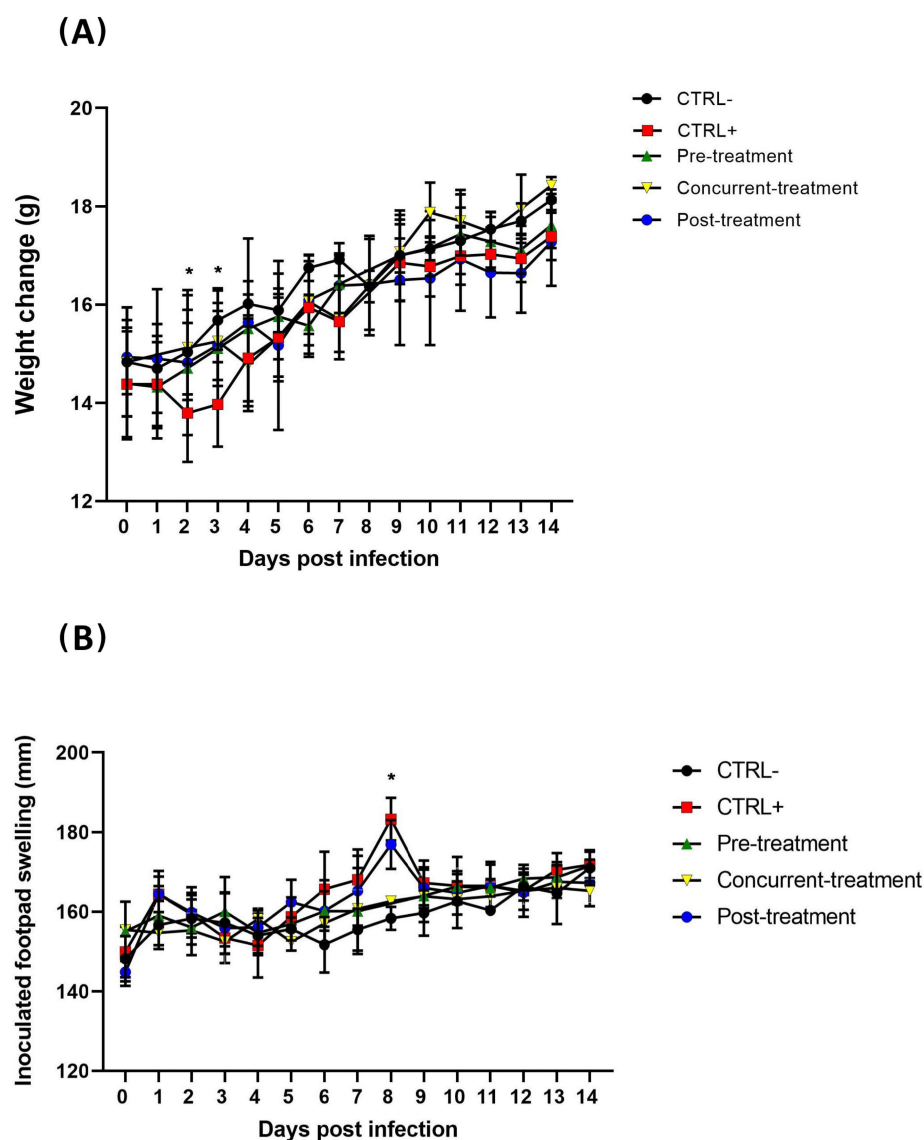 (A)
20
18
16
14
12
Weight change (g)
* *
0 1 2 3 4 5 6 7 8 9 10 11 12 13 14
Days post infection
CTRL-
CTRL+
Pre-treatment
Concurrent-treatment
Post-treatment
(B)
200
180
160
140
120
Inoculated footpad swelling (mm)
*
0 1 2 3 4 5 6 7 8 9 10 11 12 13 14
Days post infection
CTRL-
CTRL+
Pre-treatment
Concurrent-treatment
Post-treatment